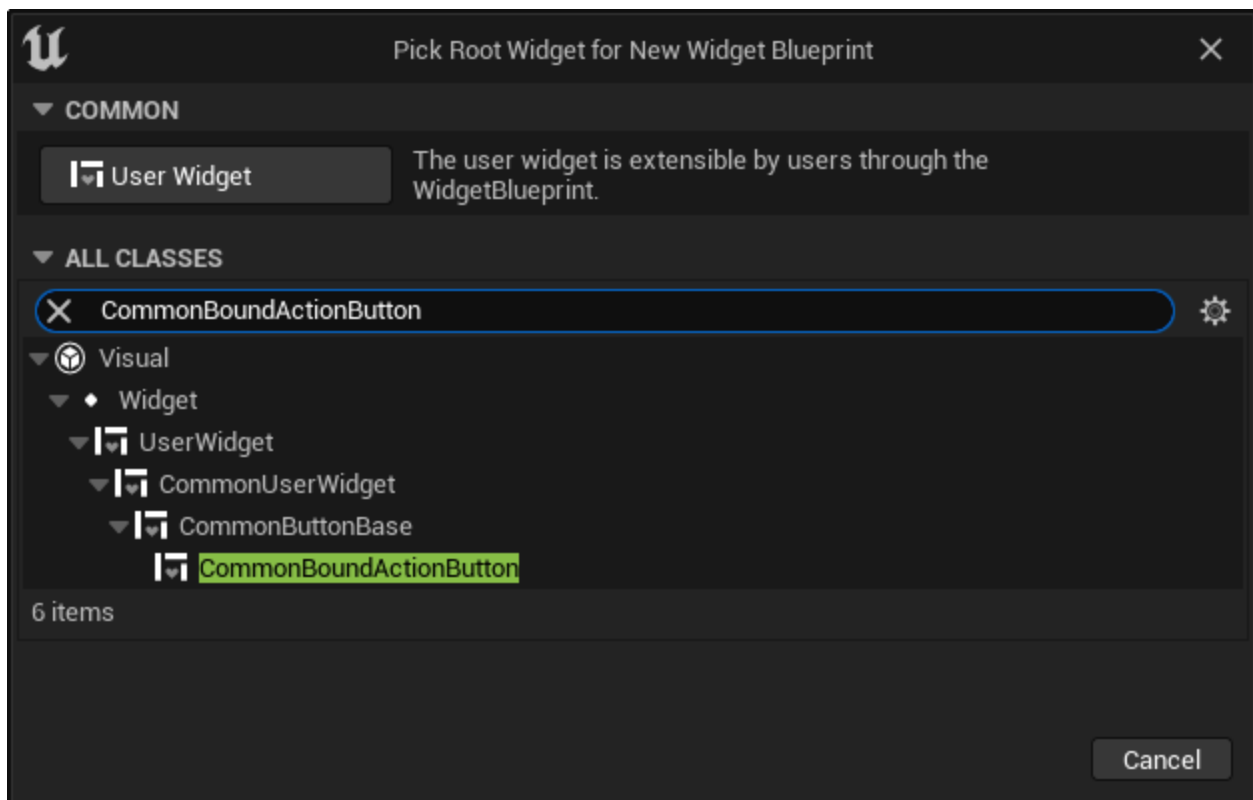 Pick Root Widget for New Widget Blueprint
COMMON
User Widget
The user widget is extensible by users through the
WidgetBlueprint.
ALL CLASSES
CommonBoundActionButton
Visual
Widget
UserWidget
CommonUserWidget
CommonButtonBase
CommonBoundActionButton
6 items
Cancel